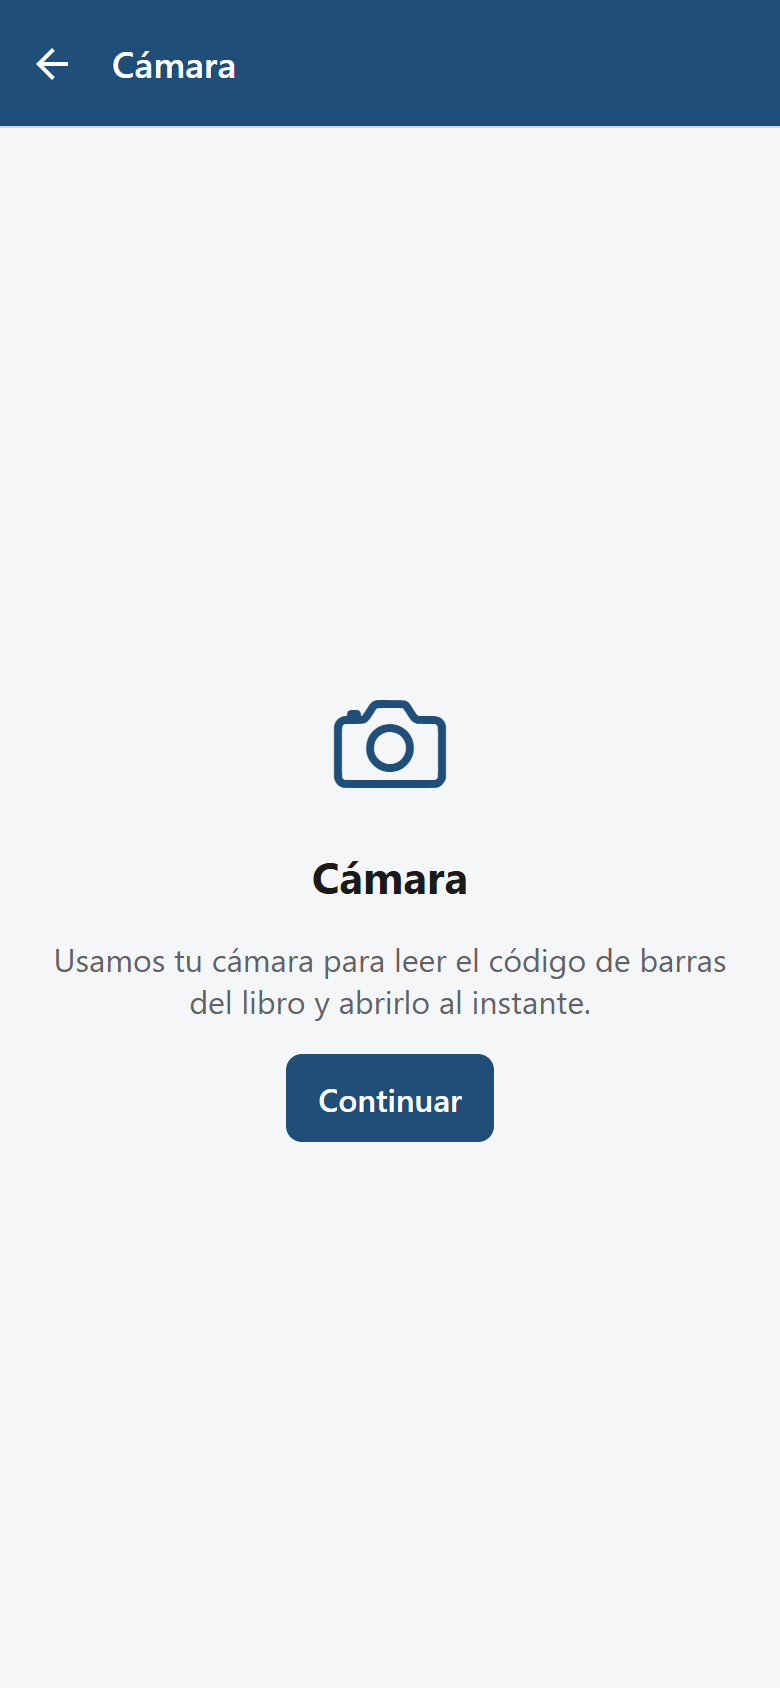 Cámara
Cámara
Usamos tu cámara para leer el código de barras
del libro y abrirlo al instante.
Continuar